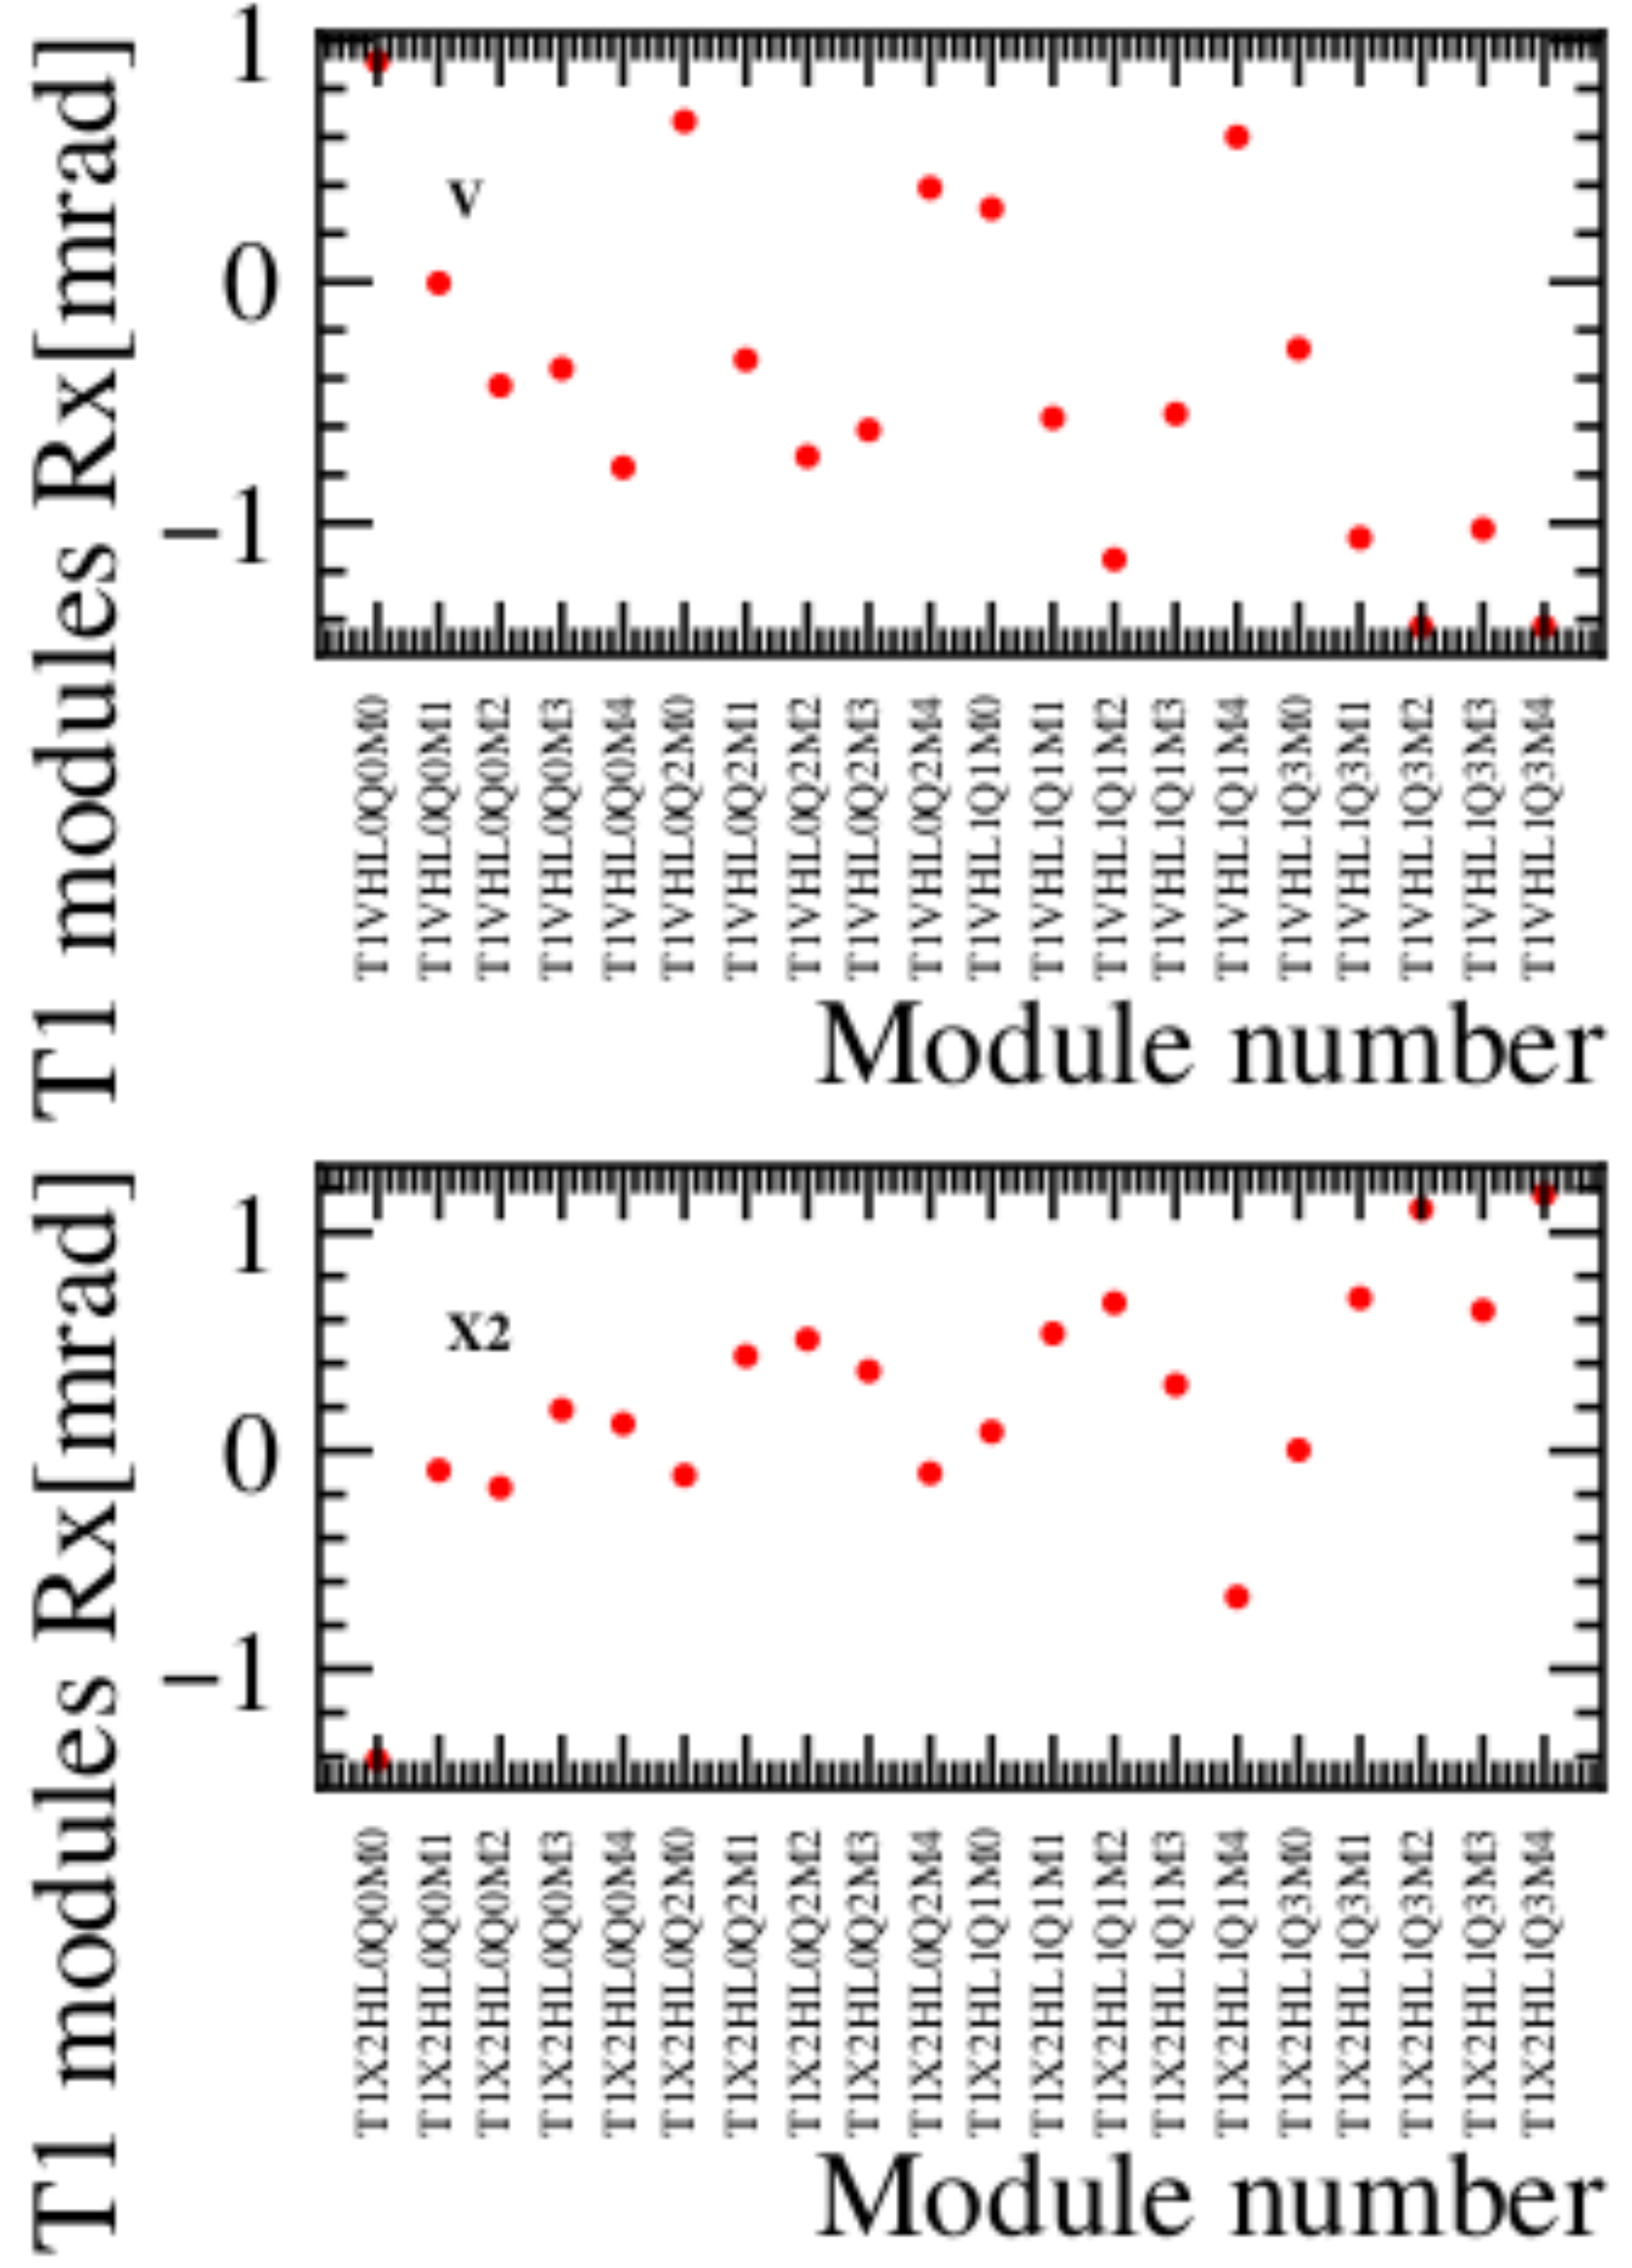 T1 modules Rx[mrad]
1
0
−1
V
T1VHL0Q0M0
T1VHL0Q0M1
T1VHL0Q0M2
T1VHL0Q0M3
T1VHL0Q0M4
T1VHL0Q2M0
T1VHL0Q2M1
T1VHL0Q2M2
T1VHL0Q2M3
T1VHL0Q2M4
T1VHL1Q1M0
T1VHL1Q1M1
T1VHL1Q1M2
T1VHL1Q1M3
T1VHL1Q1M4
T1VHL1Q3M0
T1VHL1Q3M1
T1VHL1Q3M2
T1VHL1Q3M3
T1VHL1Q3M4
Module number
T1 modules Rx[mrad]
1
0
−1
X2
T1X2HL0Q0M0
T1X2HL0Q0M1
T1X2HL0Q0M2
T1X2HL0Q0M3
T1X2HL0Q0M4
T1X2HL0Q2M0
T1X2HL0Q2M1
T1X2HL0Q2M2
T1X2HL0Q2M3
T1X2HL0Q2M4
T1X2HL1Q1M0
T1X2HL1Q1M1
T1X2HL1Q1M2
T1X2HL1Q1M3
T1X2HL1Q1M4
T1X2HL1Q3M0
T1X2HL1Q3M1
T1X2HL1Q3M2
T1X2HL1Q3M3
T1X2HL1Q3M4
Module number